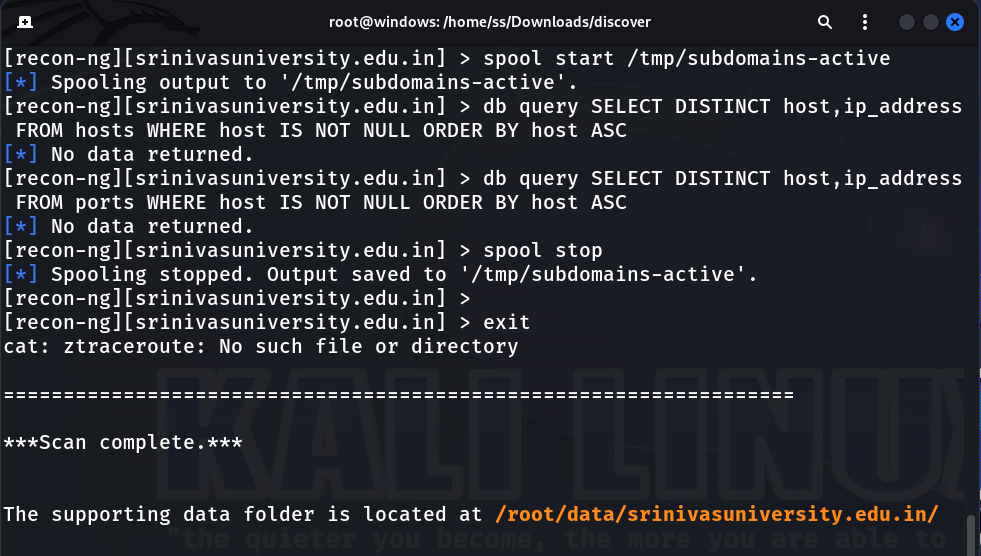 root@windows: /home/ss/Downloads/discover
[recon-ng][srinivasuniversity.edu.in] > spool start /tmp/subdomains-active
[*] Spooling output to '/tmp/subdomains-active'.
[recon-ng][srinivasuniversity.edu.in] > db query SELECT DISTINCT host,ip_address
FROM hosts WHERE host IS NOT NULL ORDER BY host ASC
[*] No data returned.
[recon-ng][srinivasuniversity.edu.in] > db query SELECT DISTINCT host,ip_address
FROM ports WHERE host IS NOT NULL ORDER BY host ASC
[*] No data returned.
[recon-ng][srinivasuniversity.edu.in] > spool stop
[*] Spooling stopped. Output saved to '/tmp/subdomains-active'.
[recon-ng][srinivasuniversity.edu.in] >
[recon-ng][srinivasuniversity.edu.in] > exit
cat: ztraceroute: No such file or directory
==================================================================
KALI LINUX
***Scan complete.***
The supporting data folder is located at /root/data/srinivasuniversity.edu.in/
"the quieter you become, the more you are able to